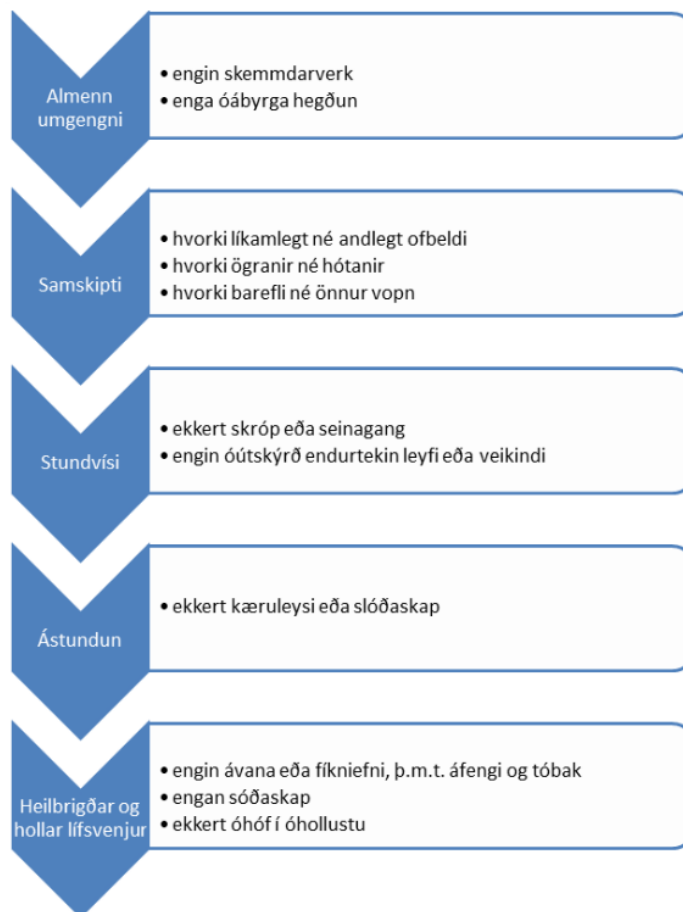 Almenn
umgengni
• engin skemmdarverk
• enga óábyrga hegðun
Samskipti
• hvorki líkamlegt né andlegt ofbeldi
• hvorki ögranir né hótanir
• hvorki barefli né önnur vopn
Stundvísi
• ekkert skróp eða seinagang
• engin óútskýrð endurtekin leyfi eða veikindi
Ástundun
• ekkert kæruleysi eða slóðaskap
Heilbrigðar og
hollar lífsvenjur
• engin ávana eða fíkniefni, þ.m.t. áfengi og tóbak
• engan sóðaskap
• ekkert óhóf í óhollustu